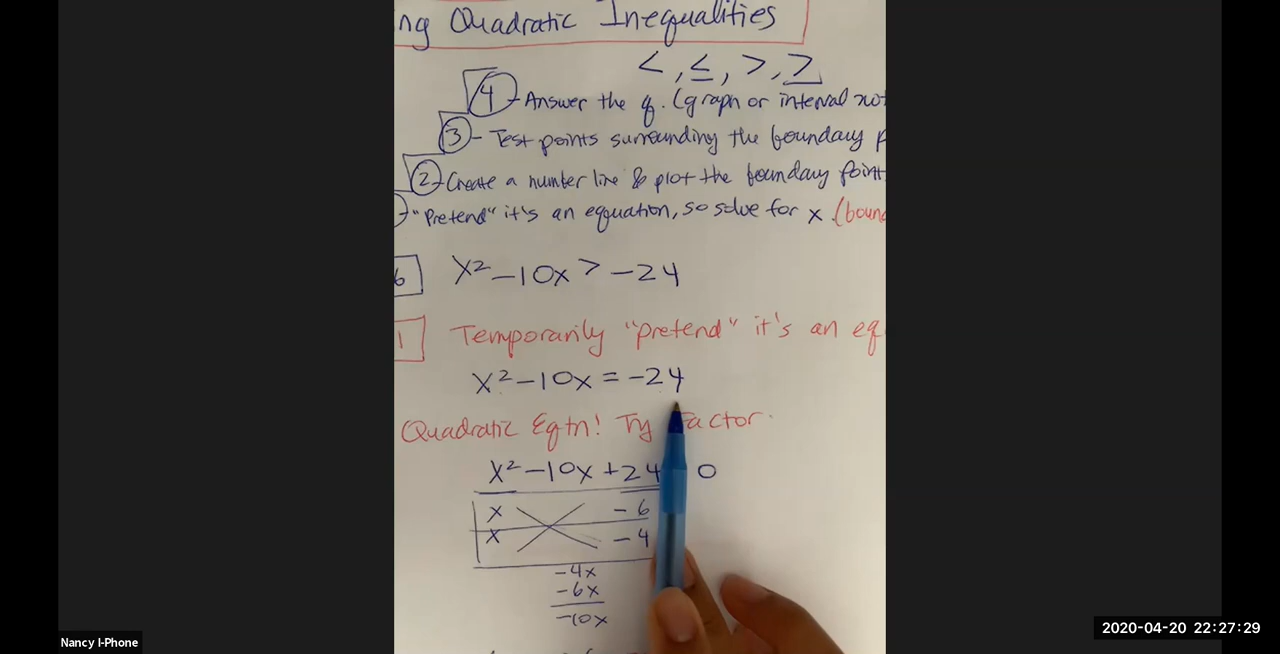 ng Quadratic Inequalities
<, ≤, >, ≥
4 - Answer the q. (graph or interval not
3 - Test points surrounding the boundary p
2 - Create a number line & plot the boundary point
- "Pretend" it's an equation, so solve for x (boun
6 x² - 10x > -24
1 Temporarily "pretend" it's an eq
x² - 10x = -24
Quadratic Eqtn! Try Factor.
x² - 10x + 24 0
x - 6
x - 4
-4x
-6x
-10x
Nancy I-Phone
2020-04-20 22:27:29